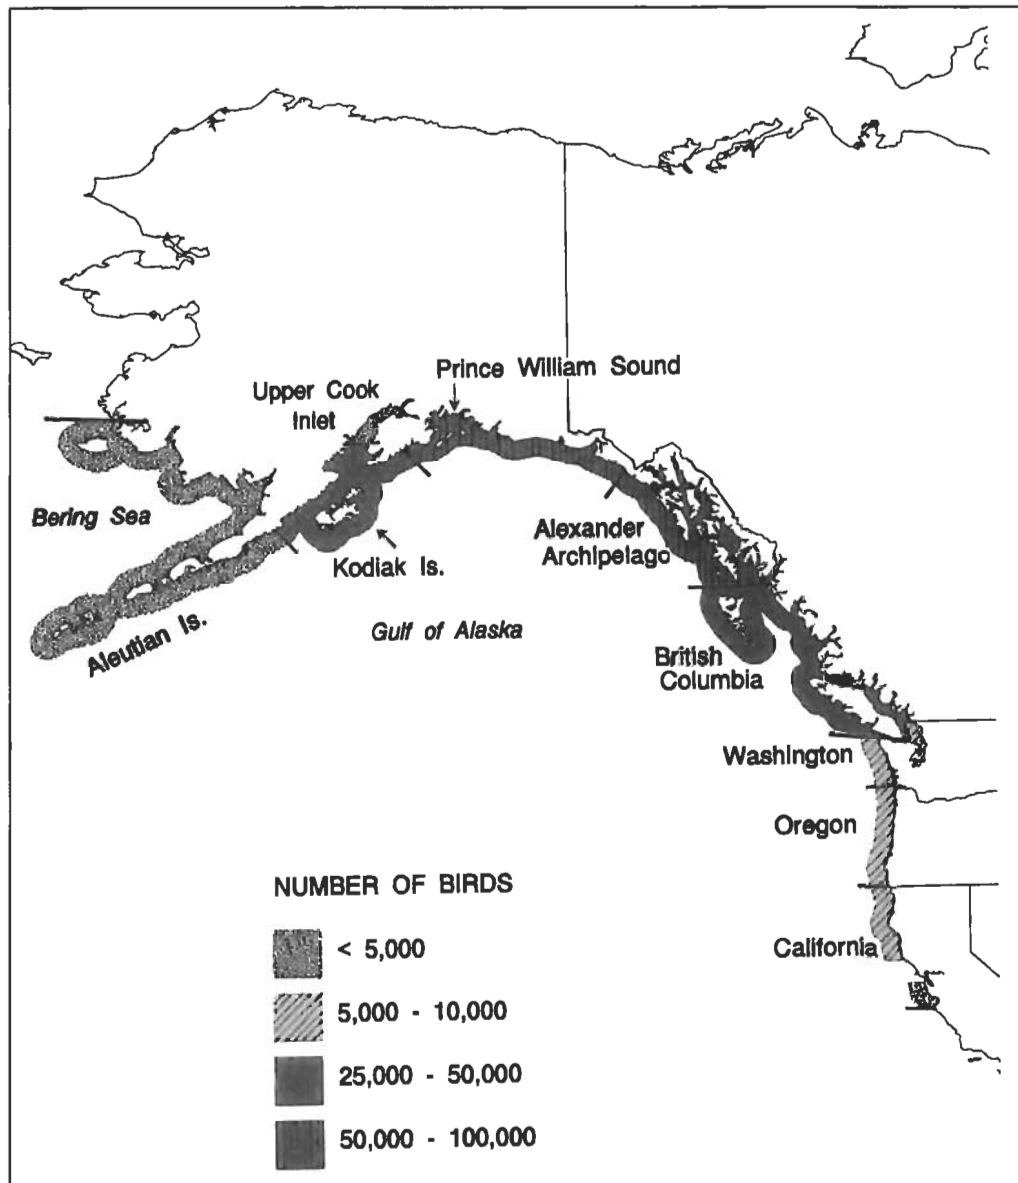 Prince William Sound
Upper Cook
Inlet
Bering Sea
Alexander
Archipelago
Kodiak Is.
Aleutian Is.
Gulf of Alaska
British
Columbia
Washington
Oregon
California
NUMBER OF BIRDS
< 5,000
5,000 - 10,000
25,000 - 50,000
50,000 - 100,000